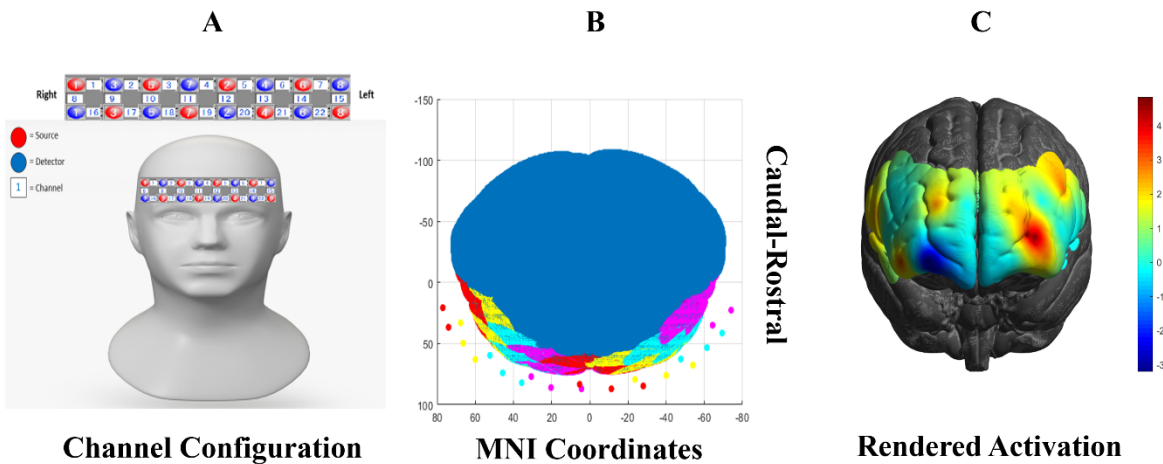 A
B
C
1 1 3 2 5 3 7 4 2 5 4 6 6 7 8
Right 8 9 10 11 12 13 14 15 Left
1 16 3 17 5 18 7 19 2 20 4 21 6 22 8
= Source
= Detector
1 = Channel
-150
-100
-50
0
50
100
80 60 40 20 0 -20 -40 -60 -80
Caudal-Rostral
4
3
2
1
0
-1
-2
-3
Channel Configuration
MNI Coordinates
Rendered Activation